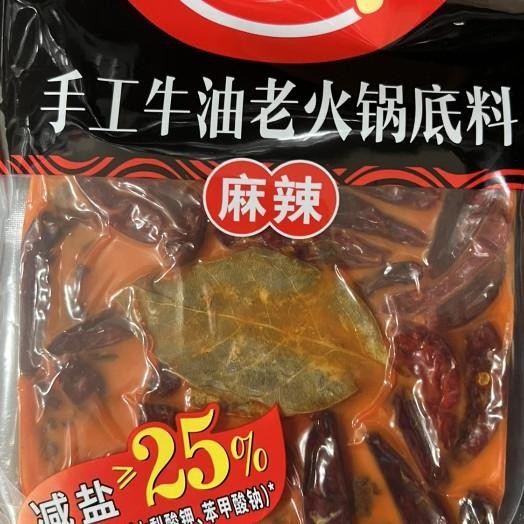 手工牛油老火锅底料
麻辣
减盐≥25%
梨酸钾、苯甲酸钠)*